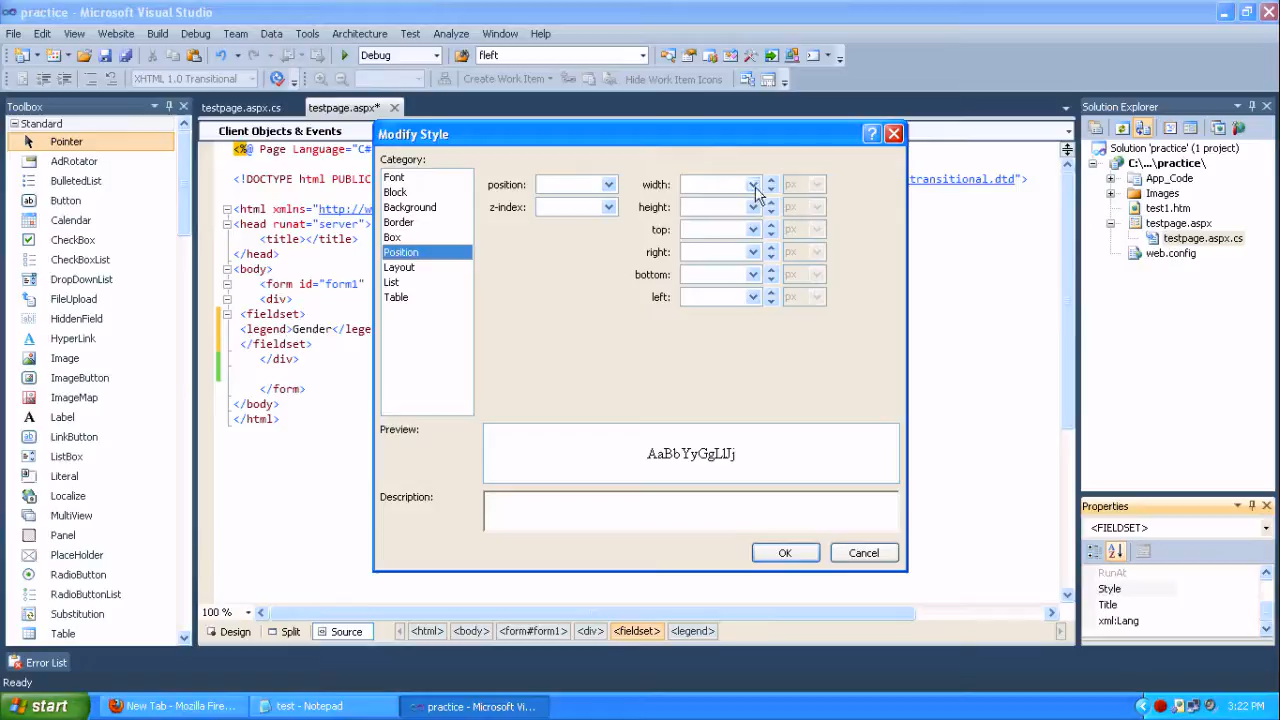 practice - Microsoft Visual Studio
File Edit View Website Build Debug Team Data Tools Architecture Test Analyze Window Help
Debug fleft
XHTML 1.0 Transitional Create Work Item Hide Work Item Icons
Toolbox
Standard
Pointer
AdRotator
BulletedList
Button
Calendar
CheckBox
CheckBoxList
DropDownList
FileUpload
HiddenField
HyperLink
Image
ImageButton
ImageMap
Label
LinkButton
ListBox
Literal
Localize
MultiView
Panel
PlaceHolder
RadioButton
RadioButtonList
Substitution
Table
testpage.aspx.cs testpage.aspx*
Client Objects & Events
<%@ Page Language="C#
<!DOCTYPE html PUBLIC transitional.dtd">
<html xmlns="http://w
<head runat="server">
<title></title>
</head>
<body>
<form id="form1"
<div>
<fieldset>
<legend>Gender</lege
</fieldset>
</div>
</form>
</body>
</html>
Modify Style
Category:
Font
Block
Background
Border
Box
Position
Layout
List
Table
position: width: px
z-index: height: px
top: px
right: px
bottom: px
left: px
Preview:
AaBbYyGgLlJj
Description:
OK Cancel
100 %
Design Split Source <html> <body> <form#form1> <div> <fieldset> <legend>
Solution Explorer
Solution 'practice' (1 project)
C:\...\practice\
App_Code
Images
test1.htm
testpage.aspx
testpage.aspx.cs
web.config
Properties
<FIELDSET>
RunAt
Style
Title
xml:Lang
Error List
Ready
start New Tab - Mozilla Fire... test - Notepad practice - Microsoft Vi... 3:22 PM